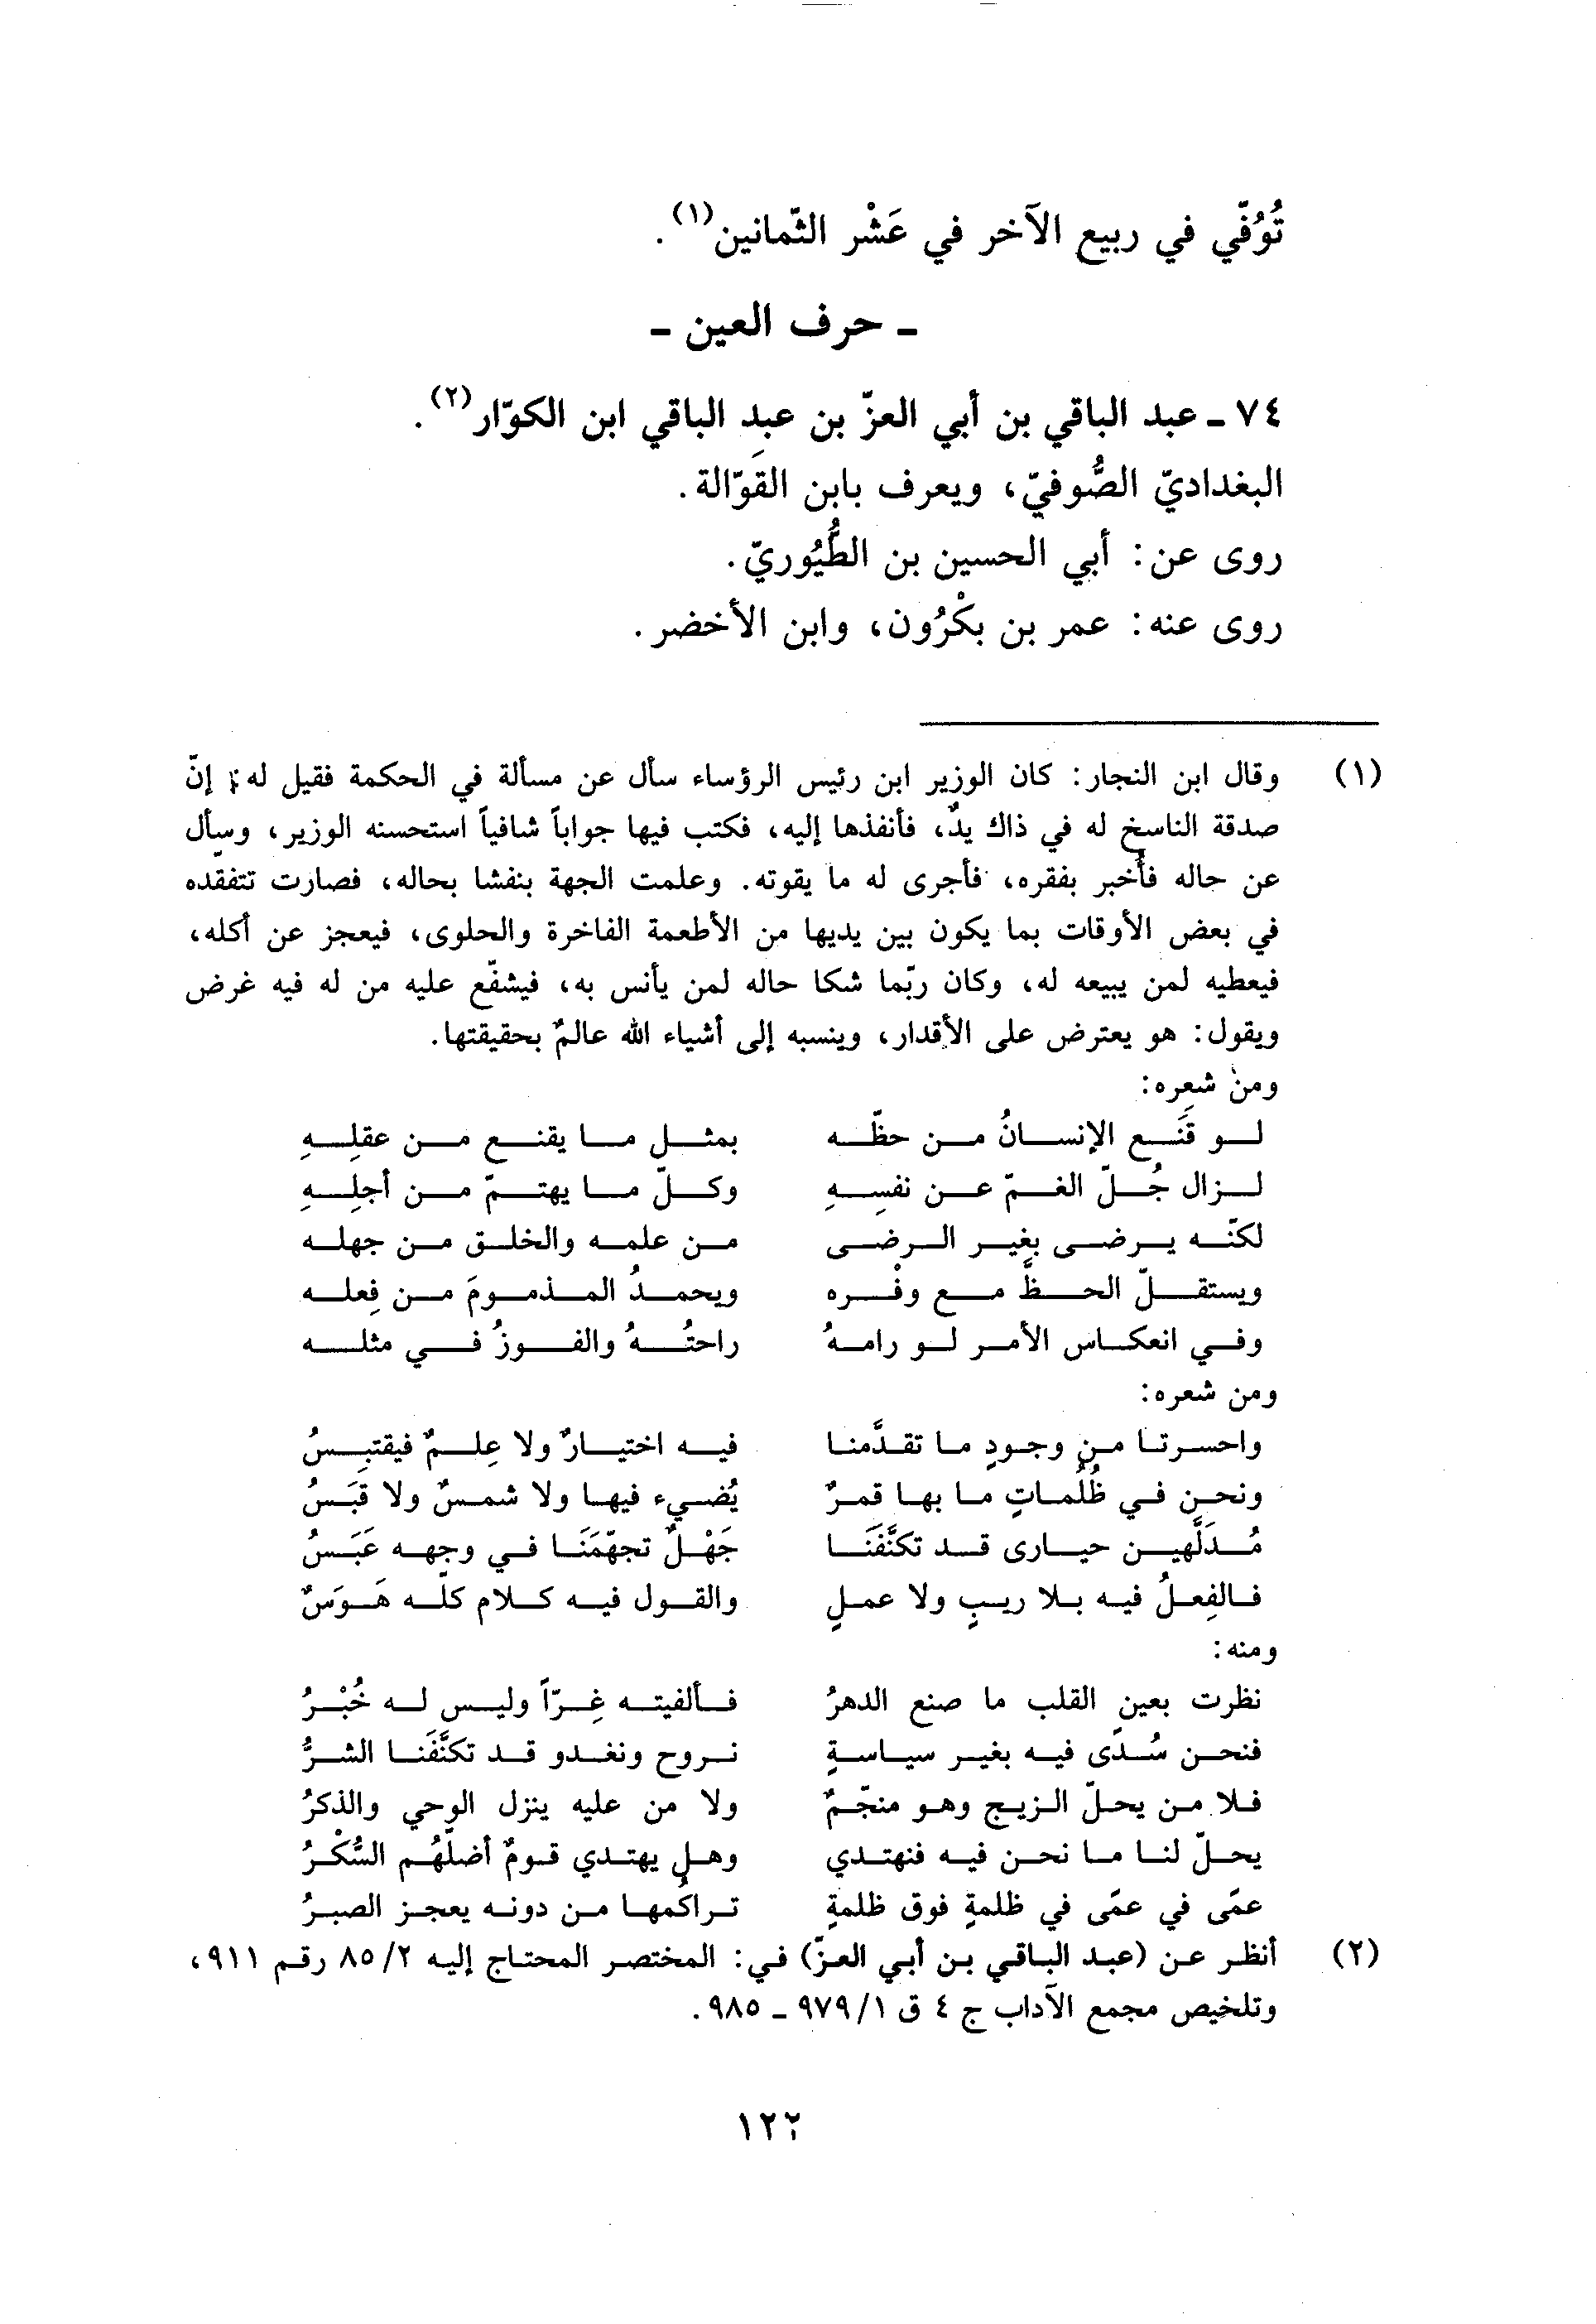 تُوُفّي في ربيع الآخر في عَشْر الثّمانين(١).
ـ حرف العين ـ
٧٤ ـ عبد الباقي بن أبي العزّ بن عبد الباقي ابن الكوّار(٢).
البغداديّ الصُّوفيّ، ويعرف بابن القَوّالة.
روى عن: أبي الحسين بن الطُّيُوريّ.
روى عنه: عمر بن بكْرُون، وابن الأخضر.
(١) وقال ابن النجار: كان الوزير ابن رئيس الرؤساء سأل عن مسألة في الحكمة فقيل له: إنّ
صدقة الناسخ له في ذاك يدٌ، فأنفذها إليه، فكتب فيها جواباً شافياً استحسنه الوزير، وسأل
عن حاله فأُخبر بفقره، فأجرى له ما يقوته. وعلمت الجهة بنفشا بحاله، فصارت تتفقده
في بعض الأوقات بما يكون بين يديها من الأطعمة الفاخرة والحلوى، فيعجز عن أكله،
فيعطيه لمن يبيعه له، وكان ربّما شكا حاله لمن يأنس به، فيشفّع عليه من له فيه غرض
ويقول: هو يعترض على الأقدار، وينسبه إلى أشياء الله عالمٌ بحقيقتها.
ومن شعره:
لو قَنَع الإنسانُ من حظّه بمثل ما يقنع من عقلِهِ
لزال جُلّ الغمّ عن نفسِهِ وكلّ ما يهتمّ من أجلِهِ
لكنّه يرضى بغير الرضى من علمه والخلق من جهله
ويستقلّ الحظَّ مع وفْره ويحمدُ المذمومَ من فِعله
وفي انعكاس الأمر لو رامهُ راحتُهُ والفوزُ في مثله
ومن شعره:
واحسرتا من وجودٍ ما تقدَّمنا فيه اختيارٌ ولا عِلمٌ فيقتبِسُ
ونحن في ظُلُماتٍ ما بها قمرٌ يُضيء فيها ولا شمسٌ ولا قبَسُ
مُدَلَّهين حيارى قد تكنَّفَنَا جَهْلٌ تجهّمَنَا في وجهه عَبَسُ
فالفِعلُ فيه بلا ريبٍ ولا عملٍ والقول فيه كلام كلّه هَوَسٌ
ومنه:
نظرت بعين القلب ما صنع الدهرُ فألفيته غِرّاً وليس له خُبْرُ
فنحن سُدًى فيه بغير سياسةٍ نروح ونغدو قد تكنَّفَنا الشرُّ
فلا من يحلّ الزيج وهو منجّمٌ ولا من عليه ينزل الوحي والذكرُ
يحلّ لنا ما نحن فيه فنهتدي وهل يهتدي قومٌ أضلّهُم السُّكْرُ
عمًى في عمًى في ظلمةٍ فوق ظلمةٍ تراكُمها من دونه يعجز الصبرُ
(٢) أنظر عن (عبد الباقي بن أبي العزّ) في: المختصر المحتاج إليه ٨٥/٢ رقم ٩١١،
وتلخيص مجمع الآداب ج ٤ ق ٩٧٩/١ ـ ٩٨٥.
١٢٢